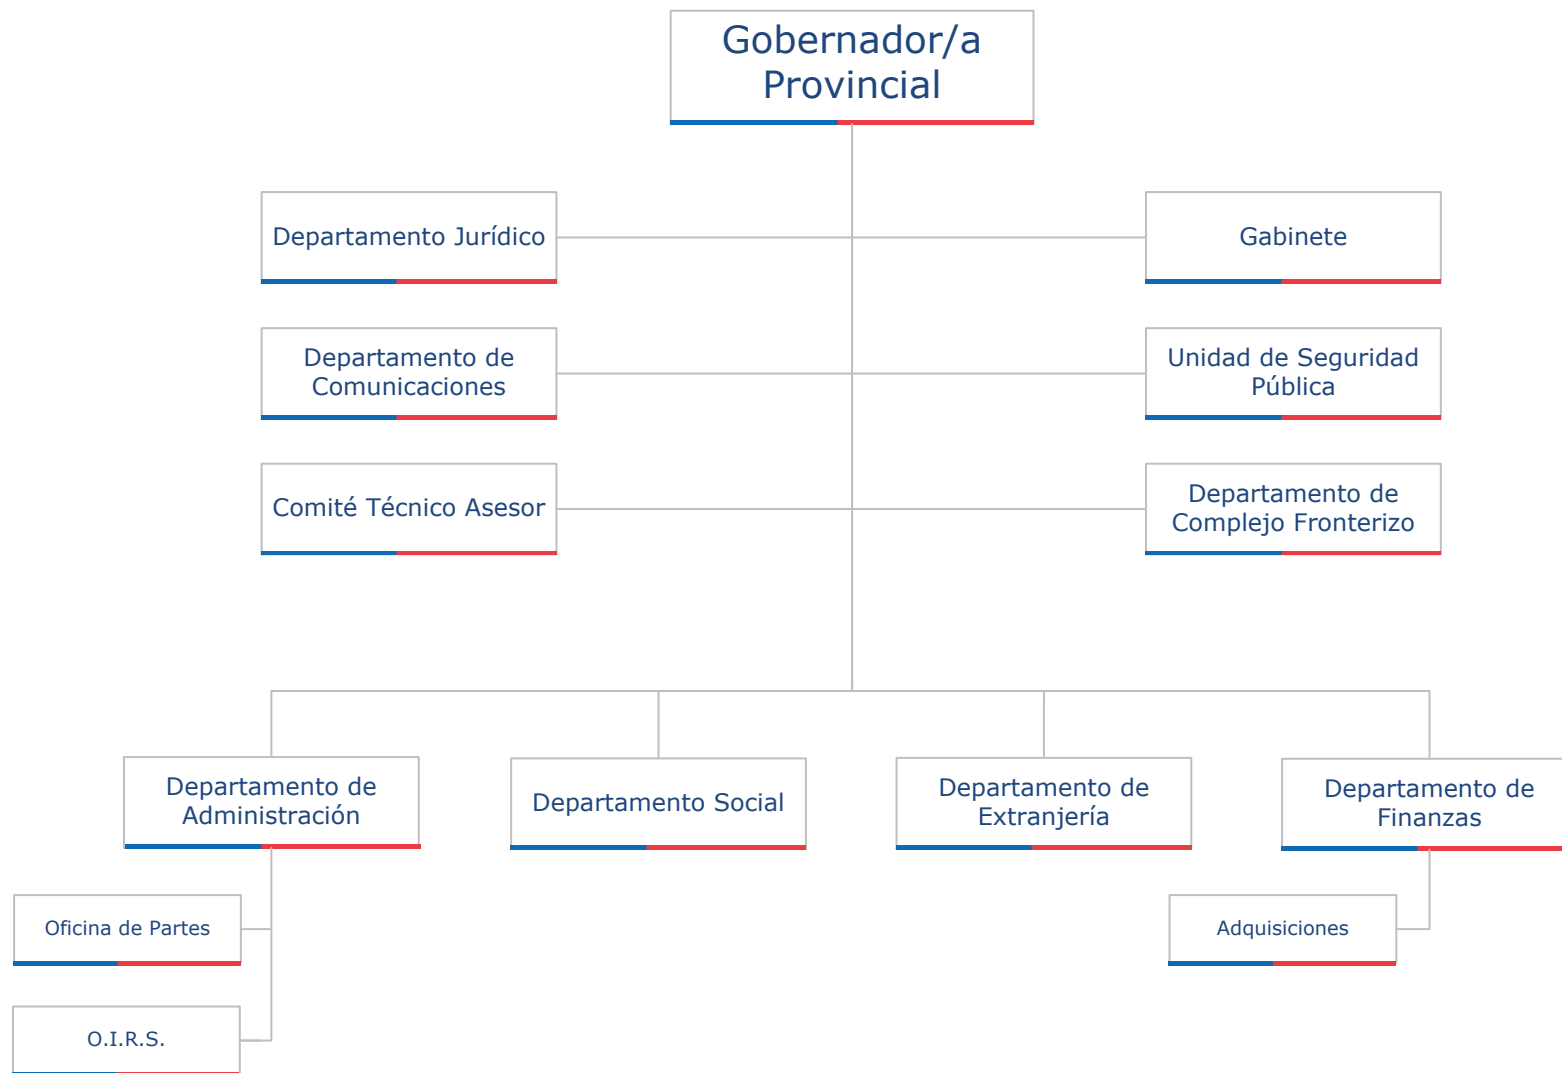 Gobernador/a
Provincial
Departamento Jurídico
Gabinete
Departamento de
Comunicaciones
Unidad de Seguridad
Pública
Comité Técnico Asesor
Departamento de
Complejo Fronterizo
Departamento de
Administración
Departamento Social
Departamento de
Extranjería
Departamento de
Finanzas
Oficina de Partes
Adquisiciones
O.I.R.S.